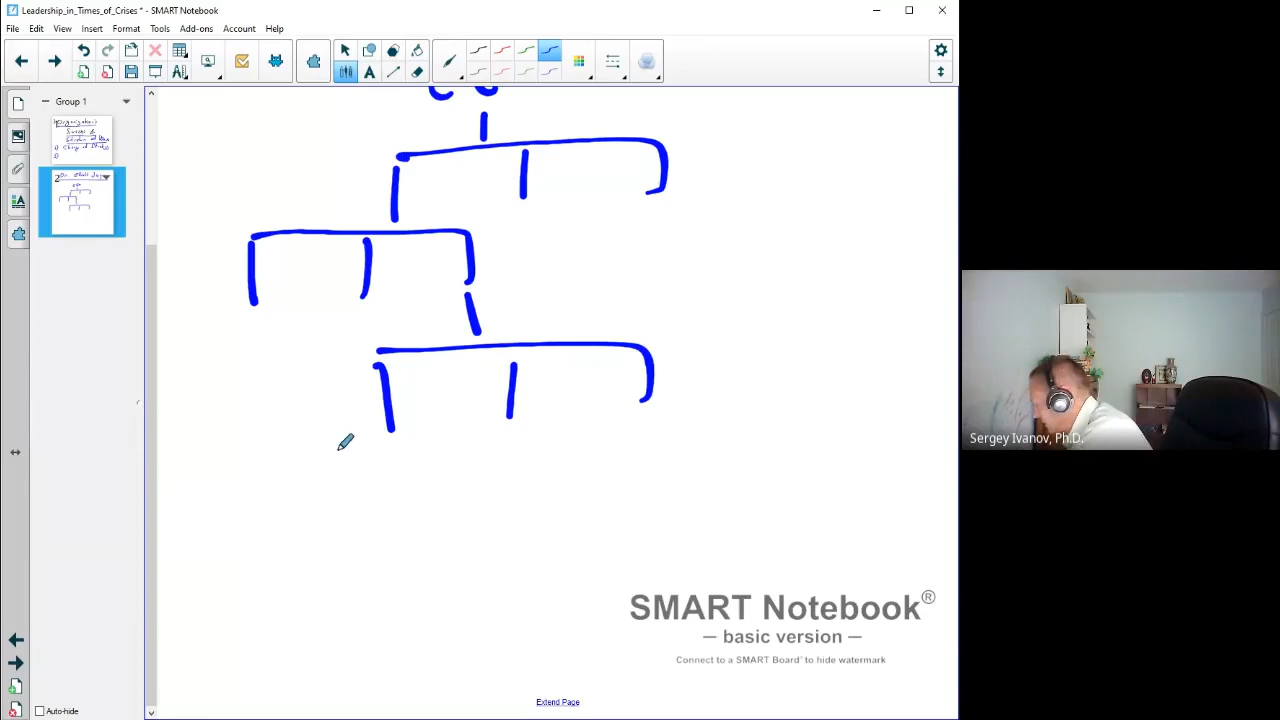 Leadership_in_Times_of_Crises * - SMART Notebook
File Edit View Insert Format Tools Add-ons Account Help
Group 1
Sergey Ivanov, Ph.D.
SMART Notebook®
— basic version —
Connect to a SMART Board™ to hide watermark
Extend Page
Auto-hide